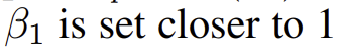 β₁ is set closer to 1